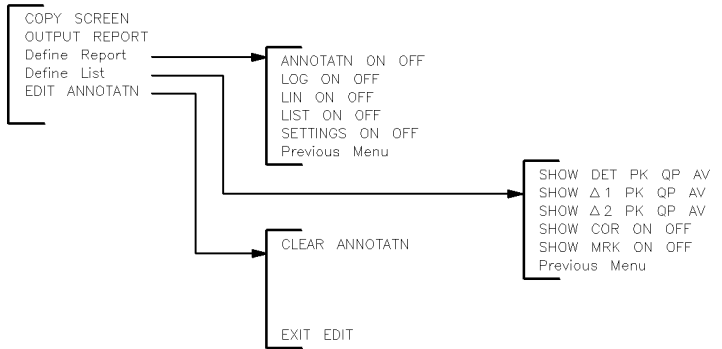 COPY SCREEN
OUTPUT REPORT
Define Report
Define List
EDIT ANNOTATN
ANNOTATN ON OFF
LOG ON OFF
LIN ON OFF
LIST ON OFF
SETTINGS ON OFF
Previous Menu
SHOW DET PK QP AV
SHOW △1 PK QP AV
SHOW △2 PK QP AV
SHOW COR ON OFF
SHOW MRK ON OFF
Previous Menu
CLEAR ANNOTATN
EXIT EDIT